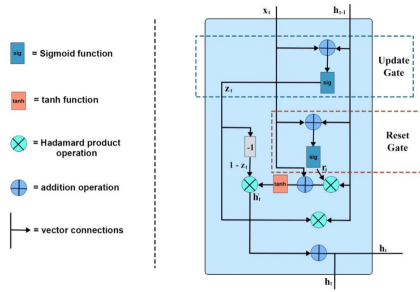 sig = Sigmoid function
tanh = tanh function
= Hadamard product
operation
= addition operation
= vector connections
xₜ
hₜ₋₁
sig
Update
Gate
zₜ
-1
1 - zₜ
sig
rₜ
Reset
Gate
tanh
h'ₜ
hₜ
hₜ